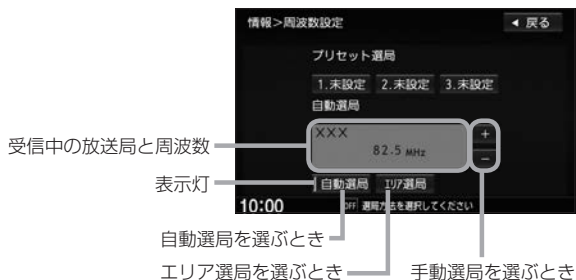 情報>周波数設定
◀ 戻る
プリセット選局
1.未設定 2.未設定 3.未設定
自動選局
XXX
82.5 MHz
+
−
自動選局 エリア選局
10:00
OFF 選局方法を選択してください
受信中の放送局と周波数
表示灯
自動選局を選ぶとき
エリア選局を選ぶとき
手動選局を選ぶとき